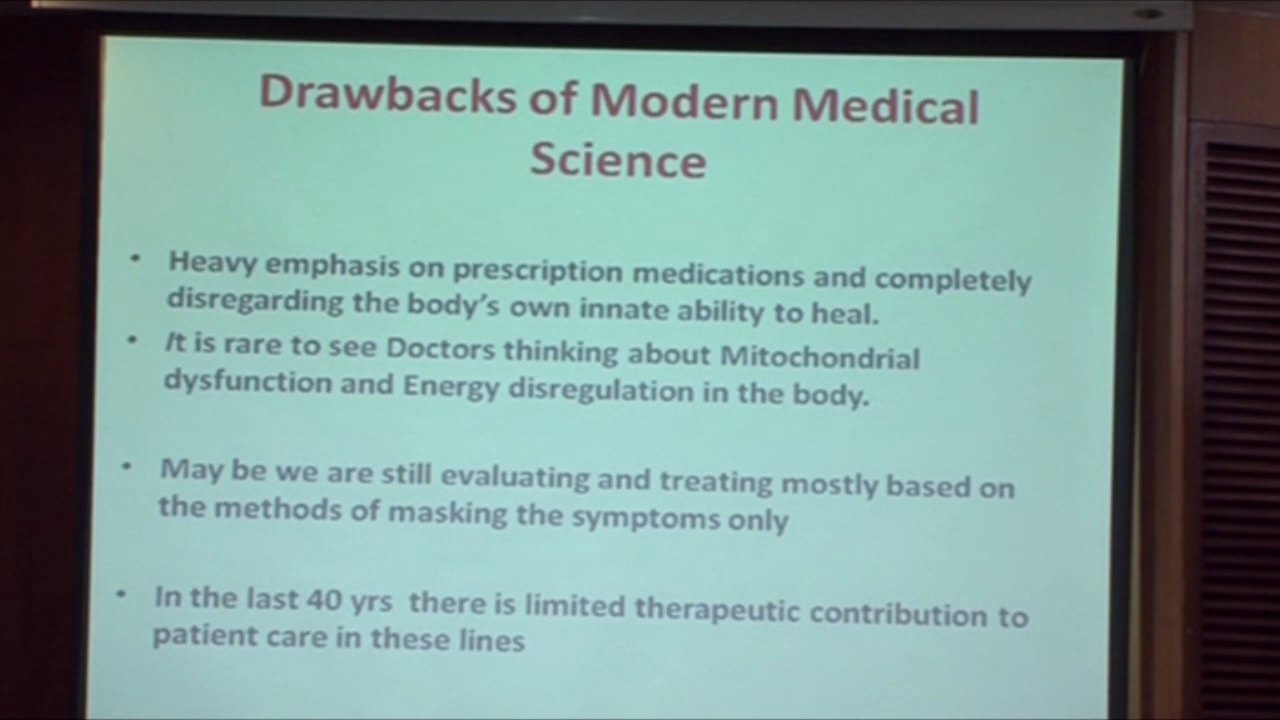 Drawbacks of Modern Medical
Science
• Heavy emphasis on prescription medications and completely
disregarding the body's own innate ability to heal.
• It is rare to see Doctors thinking about Mitochondrial
dysfunction and Energy disregulation in the body.
• May be we are still evaluating and treating mostly based on
the methods of masking the symptoms only
• In the last 40 yrs there is limited therapeutic contribution to
patient care in these lines